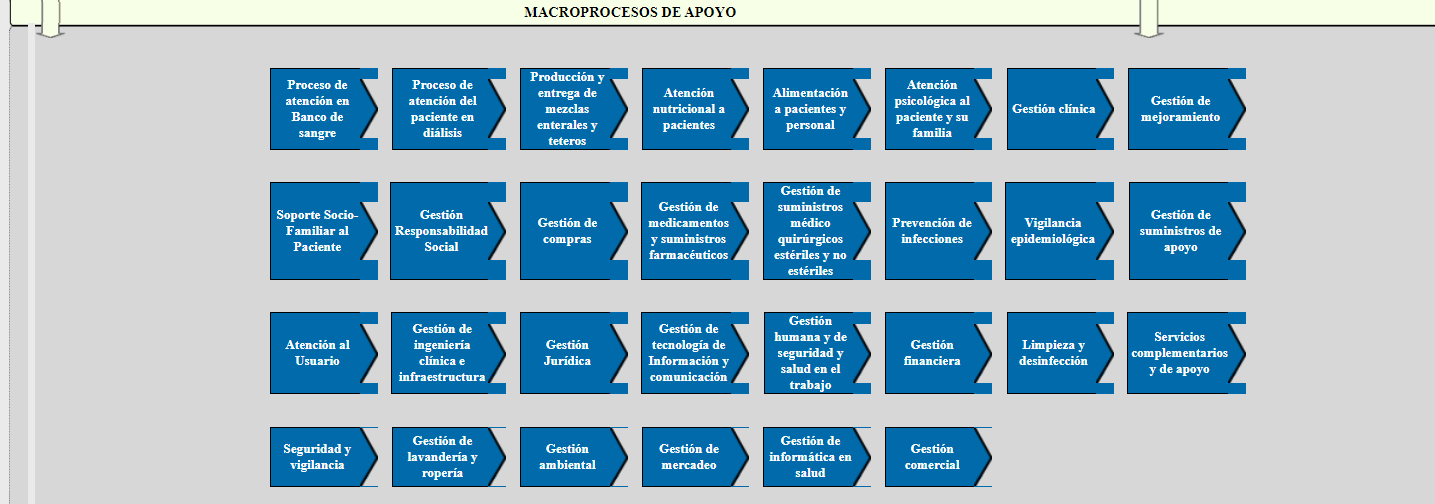 MACROPROCESOS DE APOYO
Proceso de
atención en
Banco de
sangre
Proceso de
atención del
paciente en
diálisis
Producción y
entrega de
mezclas
enterales y
teteros
Atención
nutricional a
pacientes
Alimentación
a pacientes y
personal
Atención
psicológica al
paciente y su
familia
Gestión clínica
Gestión de
mejoramiento
Soporte Socio-
Familiar al
Paciente
Gestión
Responsabilidad
Social
Gestión de
compras
Gestión de
medicamentos
y suministros
farmacéuticos
Gestión de
suministros
médico
quirúrgicos
estériles y no
estériles
Prevención de
infecciones
Vigilancia
epidemiológica
Gestión de
suministros de
apoyo
Atención al
Usuario
Gestión de
ingeniería
clínica e
infraestructura
Gestión
Jurídica
Gestión de
tecnología de
Información y
comunicación
Gestión
humana y de
seguridad y
salud en el
trabajo
Gestión
financiera
Limpieza y
desinfección
Servicios
complementarios
y de apoyo
Seguridad y
vigilancia
Gestión de
lavandería y
ropería
Gestión
ambiental
Gestión de
mercadeo
Gestión de
informática en
salud
Gestión
comercial